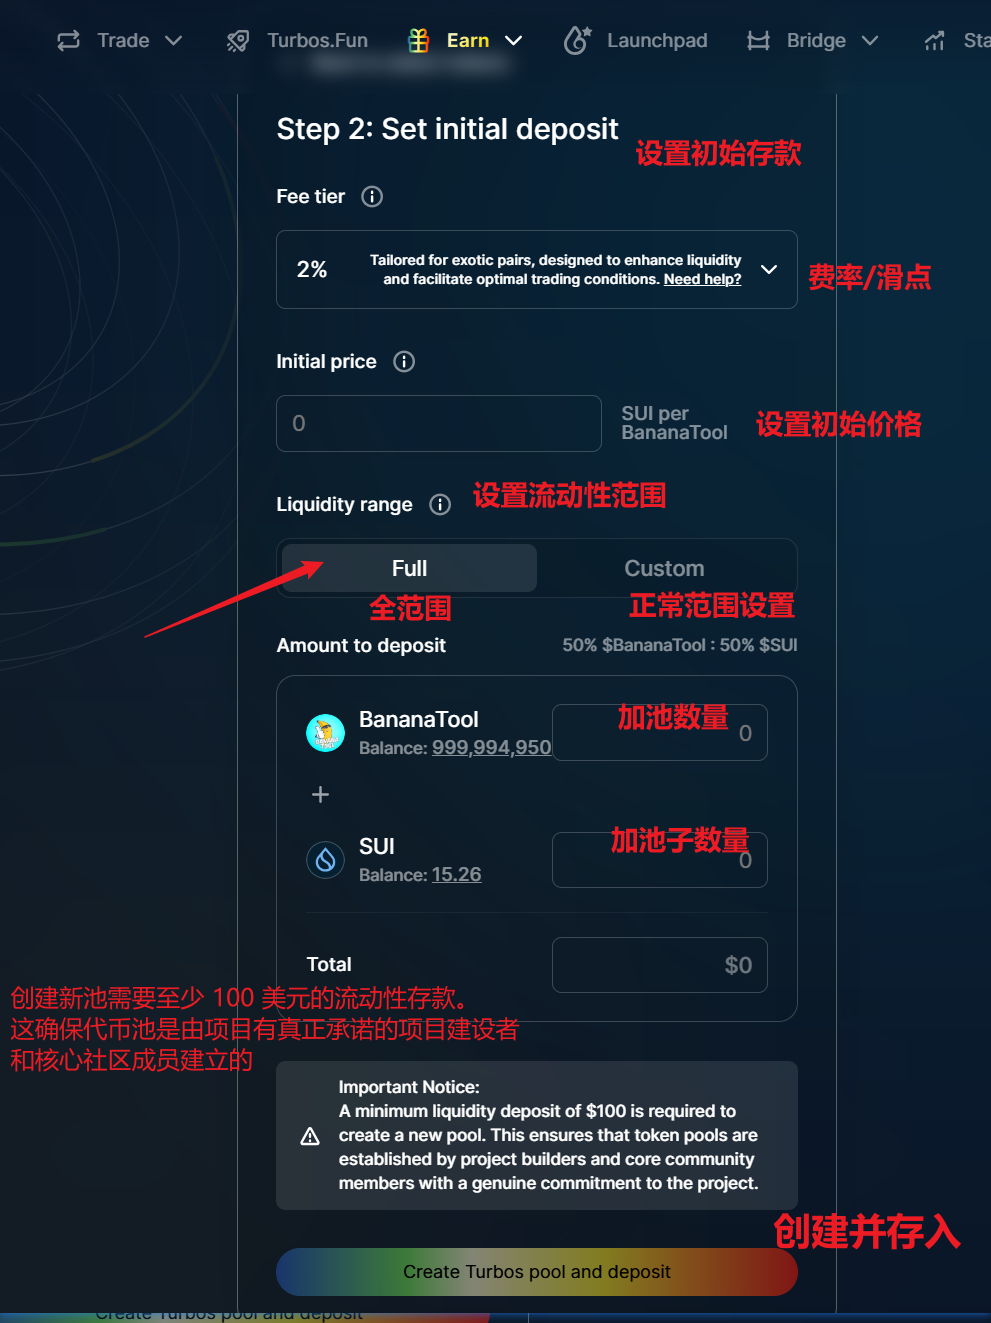 Trade
Turbos.Fun
Earn
Launchpad
Bridge
Sta
Step 2: Set initial deposit
设置初始存款
Fee tier
2%
Tailored for exotic pairs, designed to enhance liquidity
and facilitate optimal trading conditions. Need help?
费率/滑点
Initial price
0
SUI per
BananaTool
设置初始价格
Liquidity range
设置流动性范围
Full
Custom
全范围
正常范围设置
Amount to deposit
50% $BananaTool : 50% $SUI
BananaTool
Balance: 999,994,950
加池数量
0
+
SUI
Balance: 15.26
加池子数量
0
Total
$0
创建新池需要至少 100 美元的流动性存款。
这确保代币池是由项目有真正承诺的项目建设者
和核心社区成员建立的
Important Notice:
A minimum liquidity deposit of $100 is required to
create a new pool. This ensures that token pools are
established by project builders and core community
members with a genuine commitment to the project.
创建并存入
Create Turbos pool and deposit
Create Turbos pool and deposit